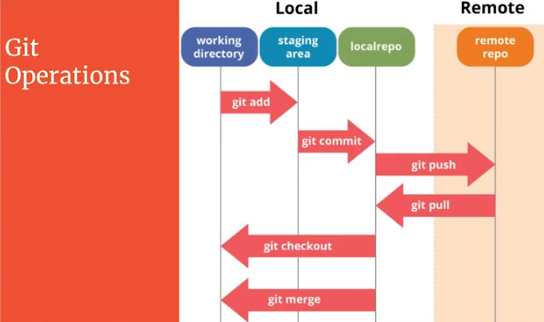 Git
Operations
Local
Remote
working
directory
staging
area
localrepo
remote
repo
git add
git commit
git push
git pull
git checkout
git merge